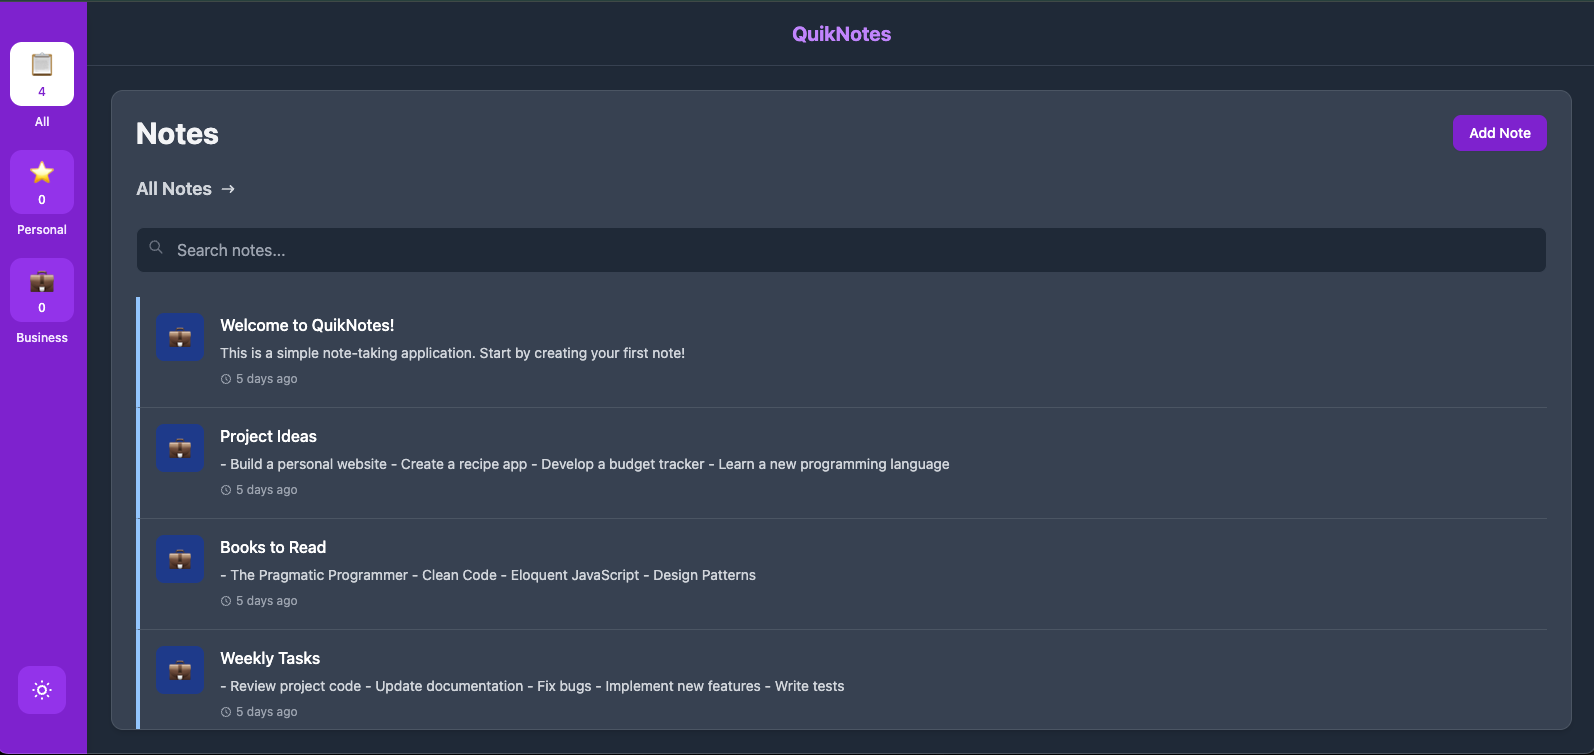 QuikNotes
4
All
0
Personal
0
Business
Notes
Add Note
All Notes →
Search notes...
Welcome to QuikNotes!
This is a simple note-taking application. Start by creating your first note!
5 days ago
Project Ideas
- Build a personal website - Create a recipe app - Develop a budget tracker - Learn a new programming language
5 days ago
Books to Read
- The Pragmatic Programmer - Clean Code - Eloquent JavaScript - Design Patterns
5 days ago
Weekly Tasks
- Review project code - Update documentation - Fix bugs - Implement new features - Write tests
5 days ago